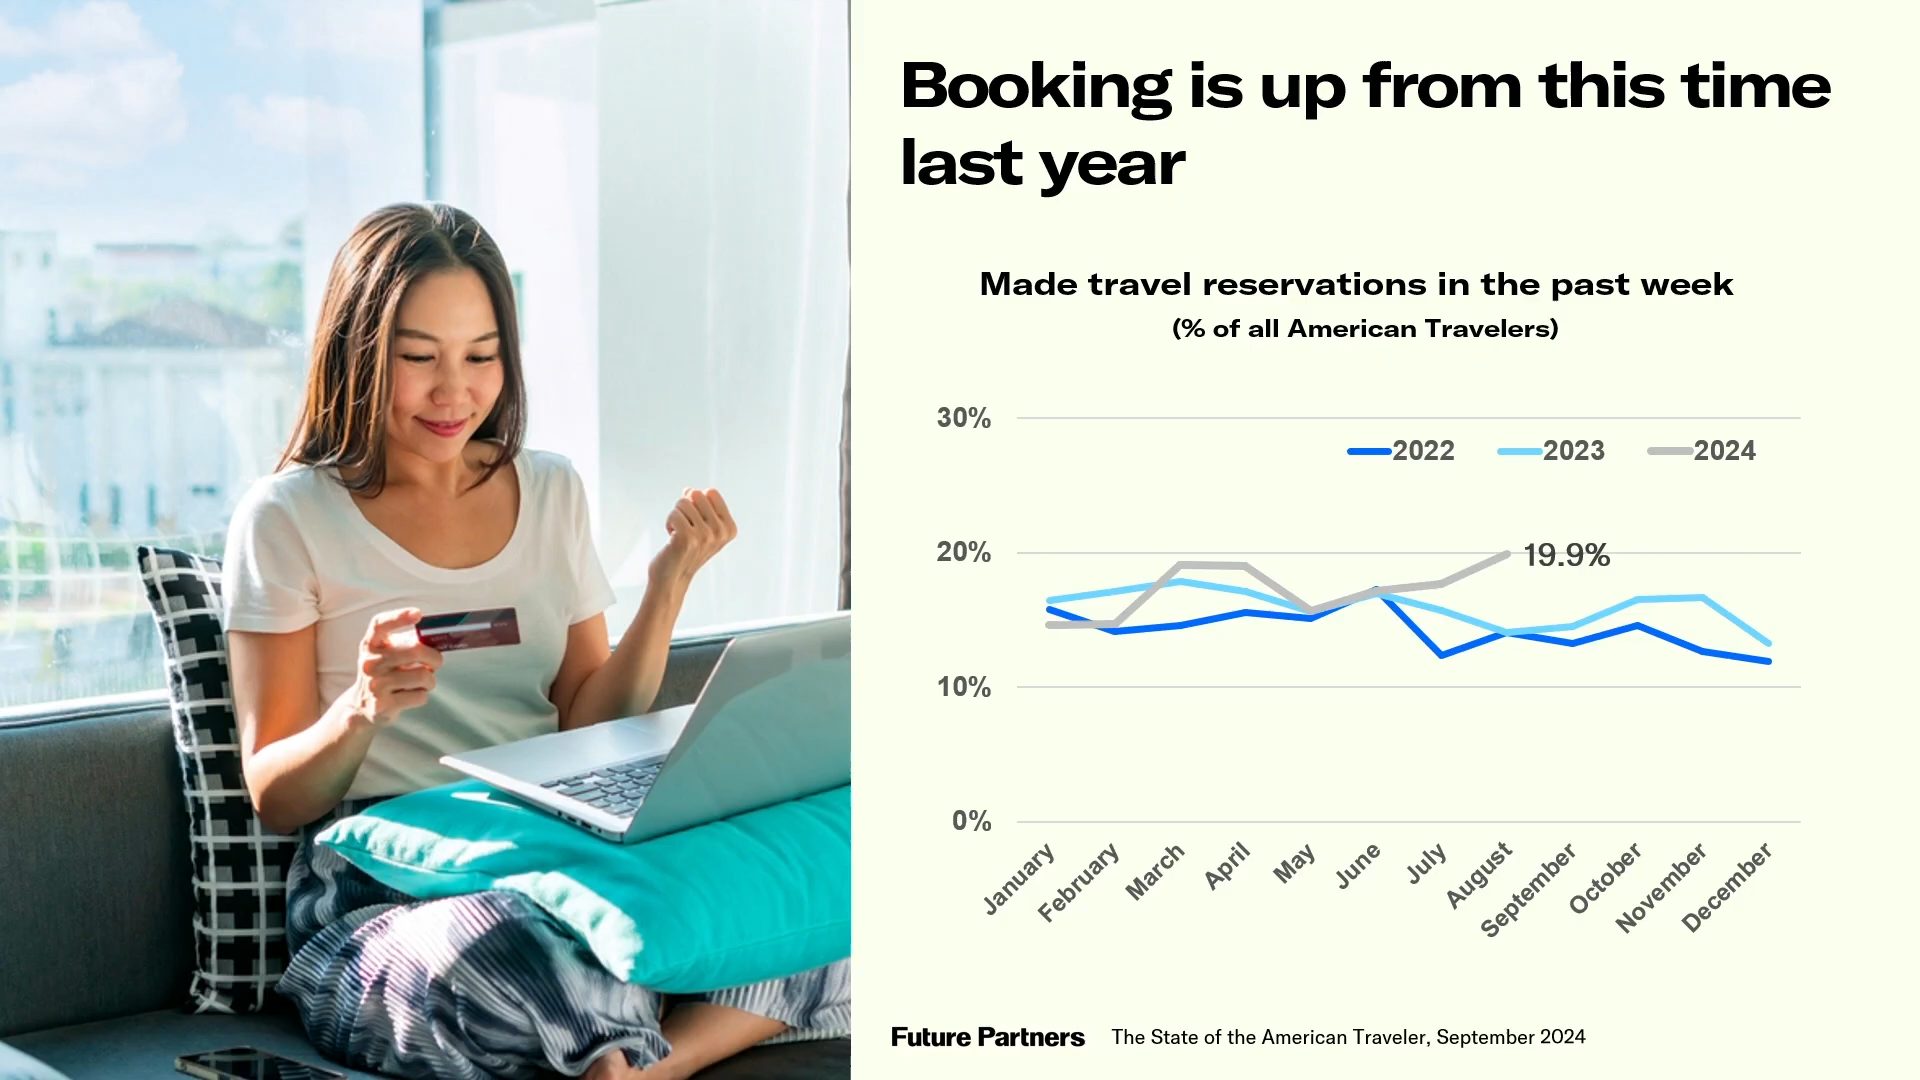 Booking is up from this time
last year
Made travel reservations in the past week
(% of all American Travelers)
30%
2022 2023 2024
20%
19.9%
10%
0%
January February March April May June July August September October November December
Future Partners The State of the American Traveler, September 2024